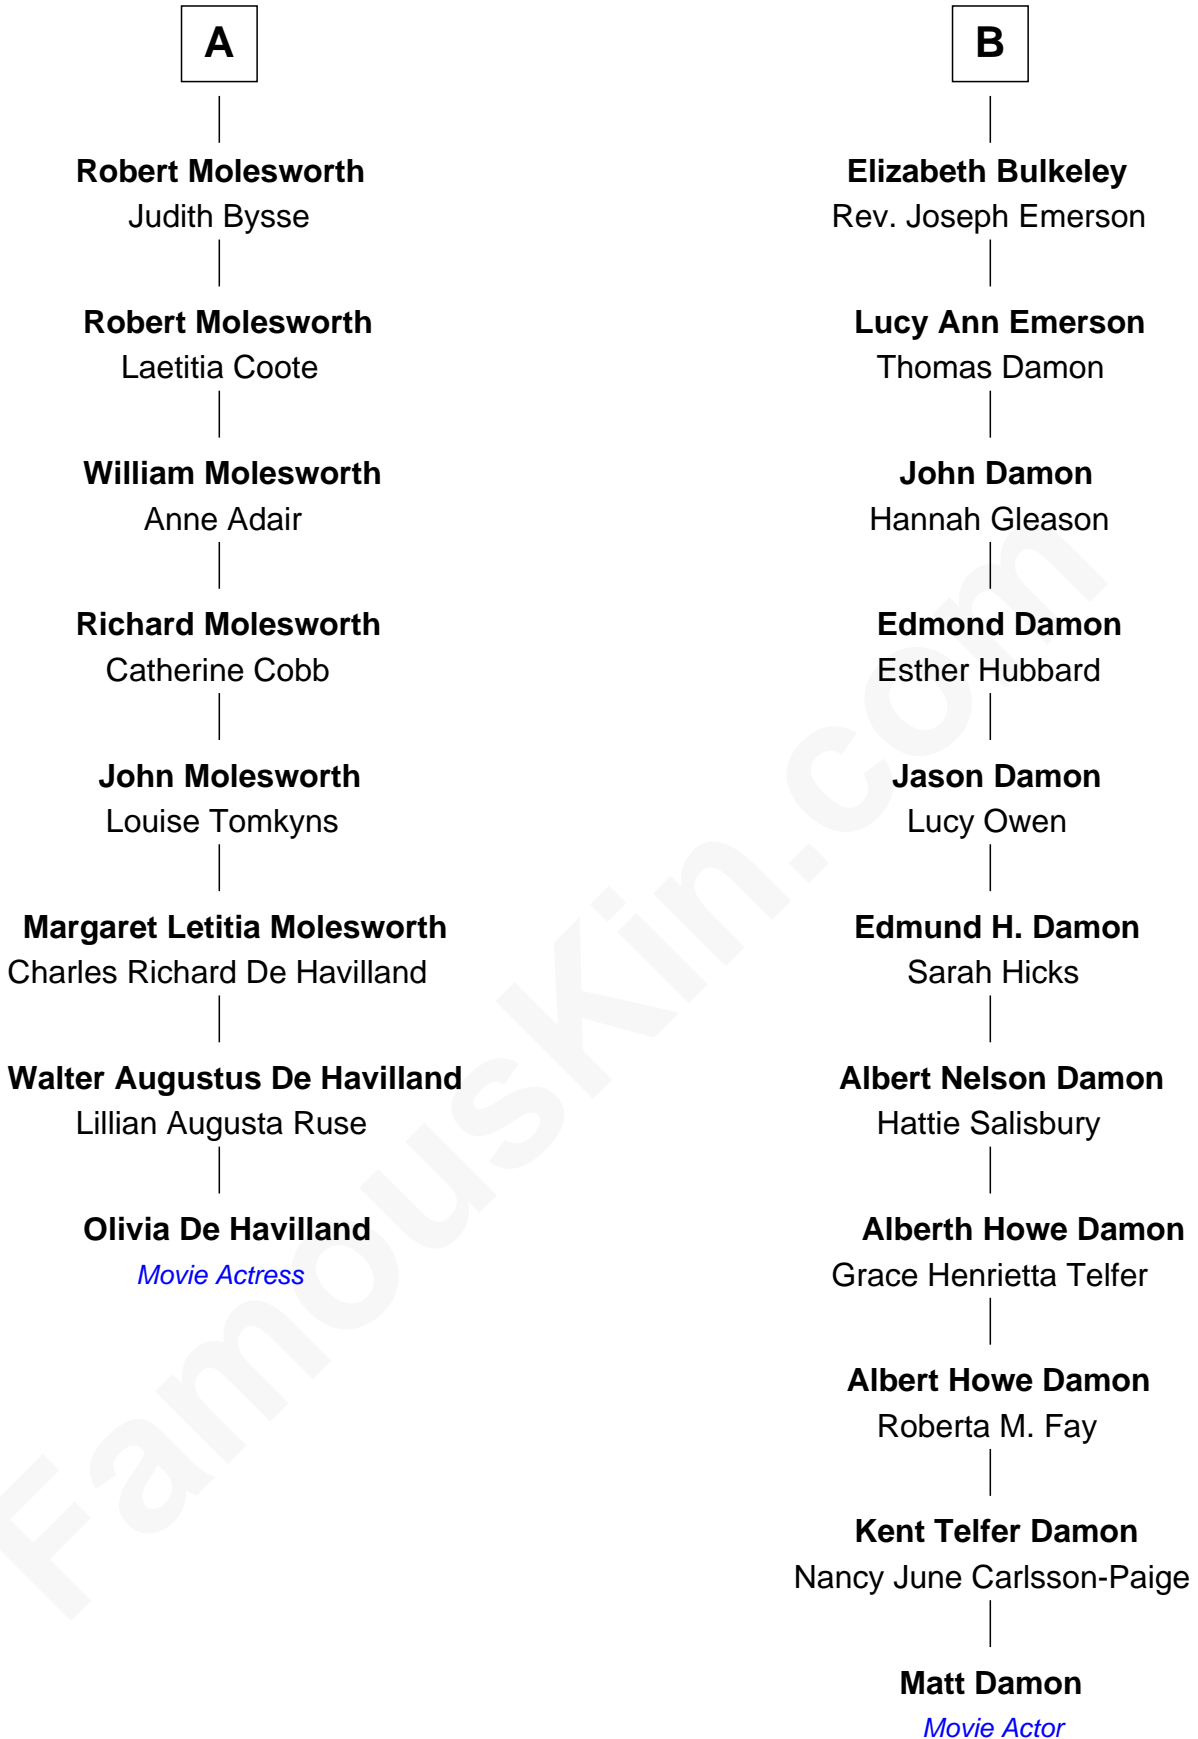 A
Robert Molesworth
Judith Bysse
Robert Molesworth
Laetitia Coote
William Molesworth
Anne Adair
Richard Molesworth
Catherine Cobb
John Molesworth
Louise Tomkyns
Margaret Letitia Molesworth
Charles Richard De Havilland
Walter Augustus De Havilland
Lillian Augusta Ruse
Olivia De Havilland
Movie Actress
B
Elizabeth Bulkeley
Rev. Joseph Emerson
Lucy Ann Emerson
Thomas Damon
John Damon
Hannah Gleason
Edmond Damon
Esther Hubbard
Jason Damon
Lucy Owen
Edmund H. Damon
Sarah Hicks
Albert Nelson Damon
Hattie Salisbury
Alberth Howe Damon
Grace Henrietta Telfer
Albert Howe Damon
Roberta M. Fay
Kent Telfer Damon
Nancy June Carlsson-Paige
Matt Damon
Movie Actor
FamousKin.com